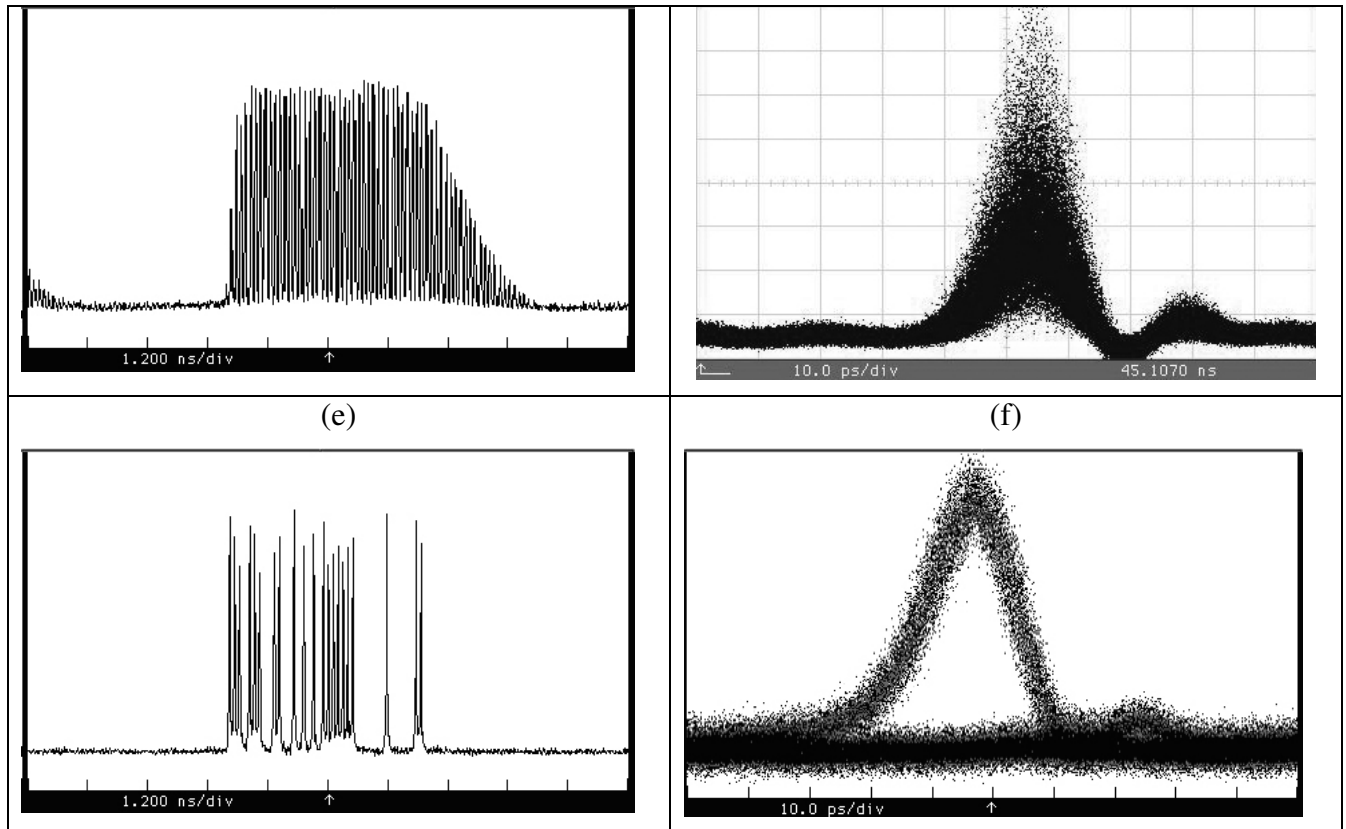 1.200 ns/div ↑
10.0 ps/div 45.1070 ns
(e) (f)
1.200 ns/div ↑
10.0 ps/div ↑